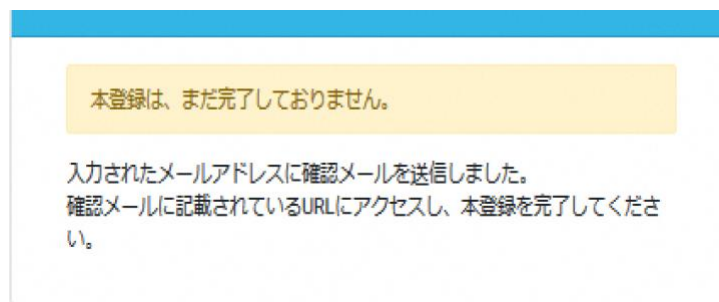 本登録は、まだ完了しておりません。
入力されたメールアドレスに確認メールを送信しました。
確認メールに記載されているURLにアクセスし、本登録を完了してくださ
い。